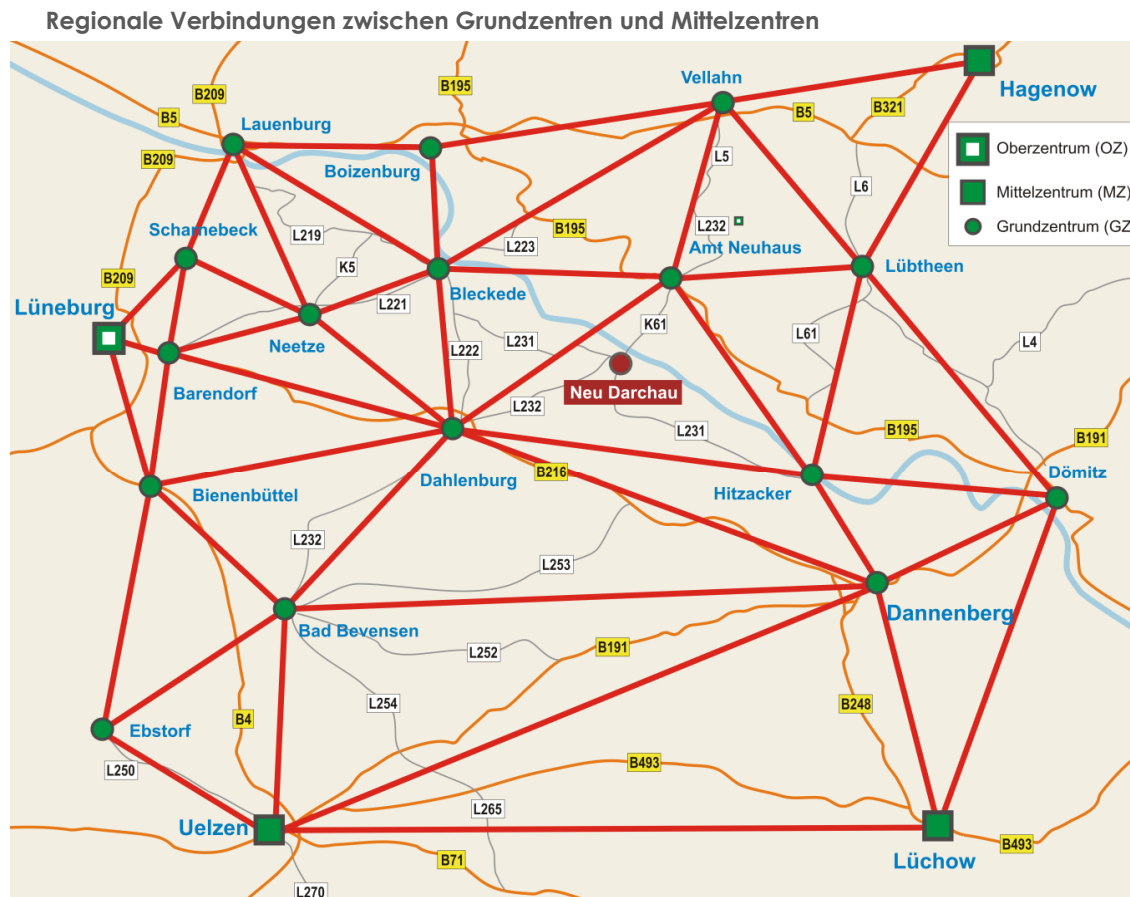 Regionale Verbindungen zwischen Grundzentren und Mittelzentren
Vellahn
Hagenow
B209
B195
B5
B321
B5
Lauenburg
B209
Boizenburg
L5
L6
Oberzentrum (OZ)
Mittelzentrum (MZ)
Grundzentrum (GZ)
Scharnebeck
L219
L223
B195
L232
Amt Neuhaus
K5
B209
Lübtheen
Bleckede
Lüneburg
L221
K61
Neetze
L231
L61
L4
L222
Barendorf
Neu Darchau
L232
L231
B195
B191
Dahlenburg
B216
Hitzacker
Dömitz
Bienenbüttel
L232
L253
Dannenberg
Bad Bevensen
L252
B191
L254
B248
B4
Ebstorf
L250
B493
L265
Uelzen
Lüchow
B493
B71
L270